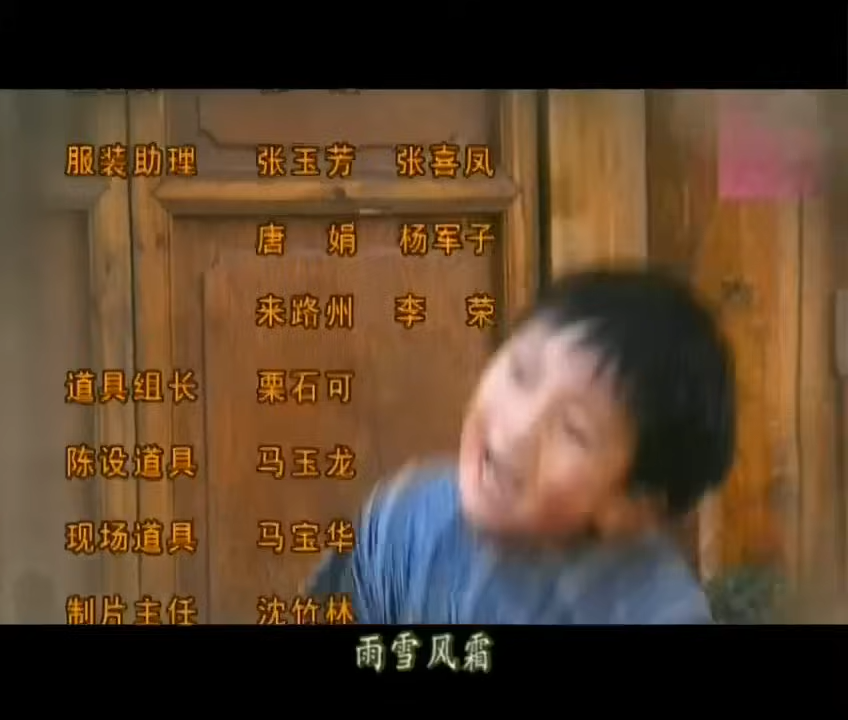 服装助理 张玉芳 张喜凤
唐 娟 杨军子
来路州 李 荣
道具组长 栗石可
陈设道具 马玉龙
现场道具 马宝华
制片主任 沈竹林
雨雪风霜